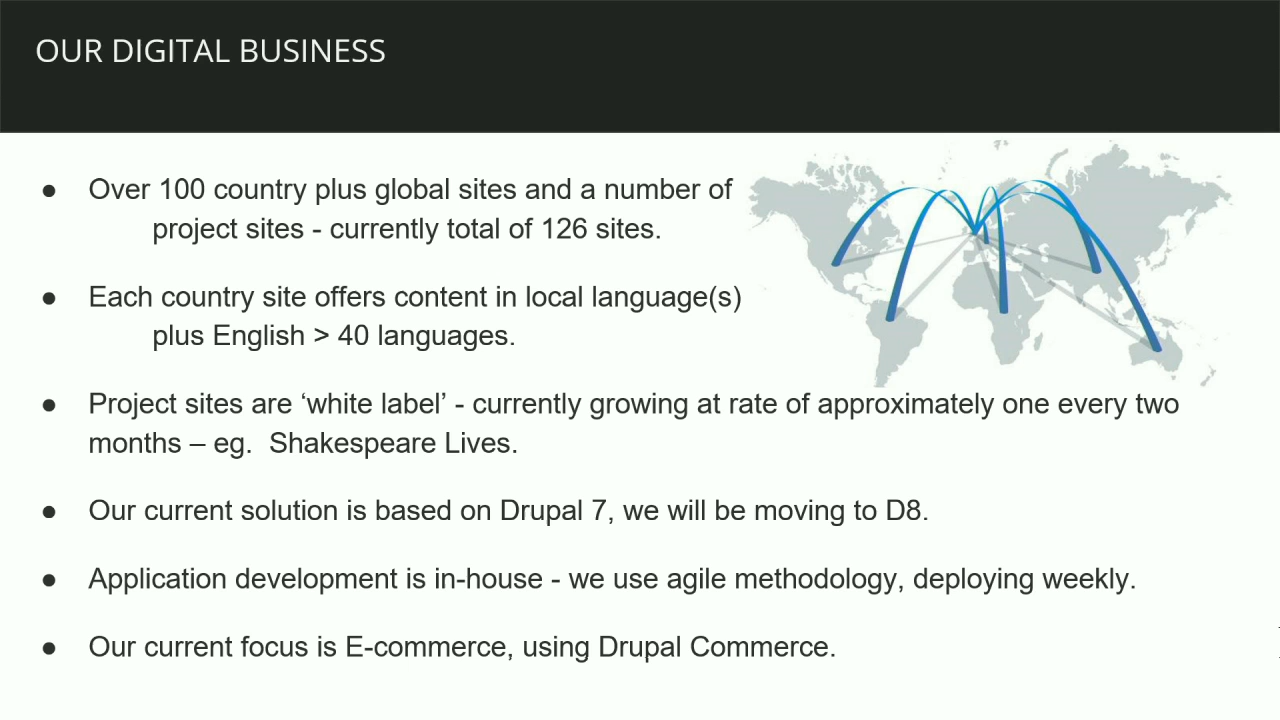 OUR DIGITAL BUSINESS
● Over 100 country plus global sites and a number of
project sites - currently total of 126 sites.
● Each country site offers content in local language(s)
plus English > 40 languages.
● Project sites are ‘white label’ - currently growing at rate of approximately one every two
months – eg.  Shakespeare Lives.
● Our current solution is based on Drupal 7, we will be moving to D8.
● Application development is in-house - we use agile methodology, deploying weekly.
● Our current focus is E-commerce, using Drupal Commerce.